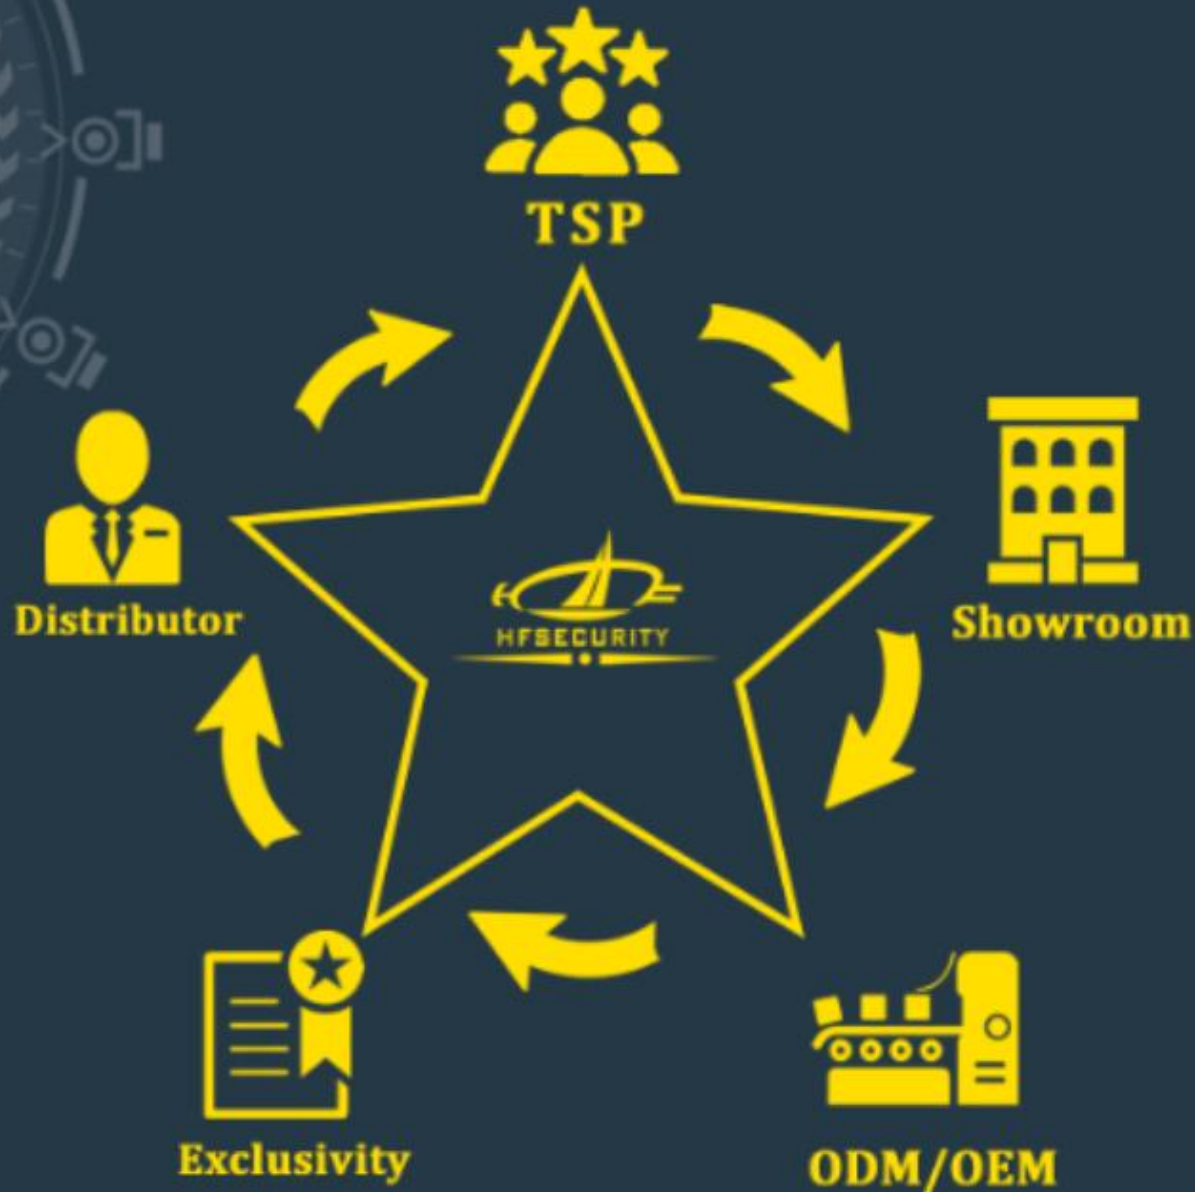 TSP
Distributor
Showroom
HFSECURITY
Exclusivity
ODM/OEM